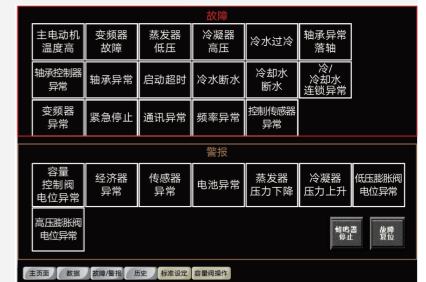 故障
主电动机 变频器 蒸发器 冷凝器 冷水过冷 轴承异常
温度高 故障 低压 高压 落轴
轴承控制器 轴承异常 启动超时 冷水断水 冷却水 冷/
异常 断水 冷却水
连锁异常
变频器 紧急停止 通讯异常 频率异常 控制传感器
异常 异常
警报
容量 经济器 传感器 电池异常 蒸发器 冷凝器 低压膨胀阀
控制阀 异常 异常 压力下降 压力上升 电位异常
电位异常
高压膨胀阀
电位异常
蜂鸣器 故障
停止 复位
主页面 数据 故障/警报 历史 标准设定 容量阀操作